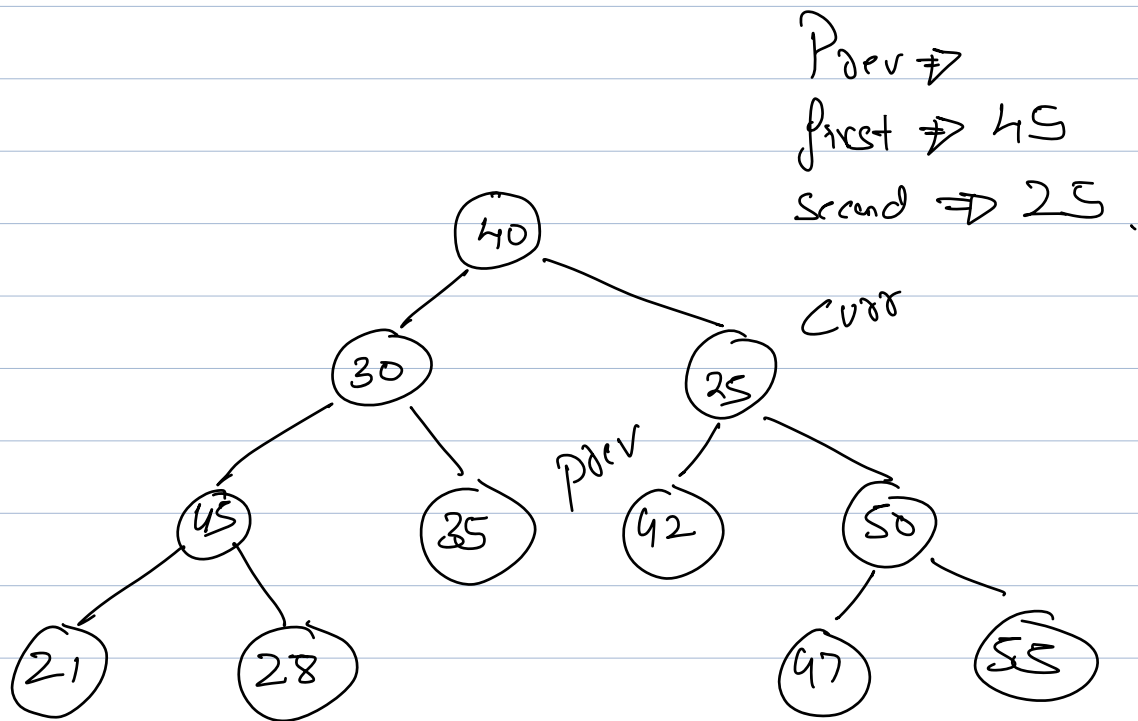 Prev ⇒
first ⇒ 45
second ⇒ 25.
40
curr
30
25
prev
45
35
42
50
21
28
47
55